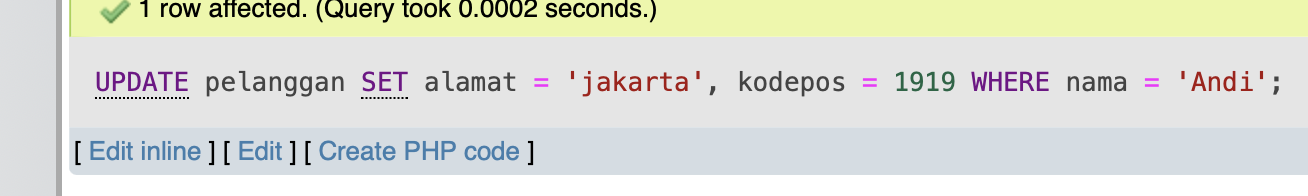 1 row affected. (Query took 0.0002 seconds.)
UPDATE pelanggan SET alamat = 'jakarta', kodepos = 1919 WHERE nama = 'Andi';
[ Edit inline ] [ Edit ] [ Create PHP code ]